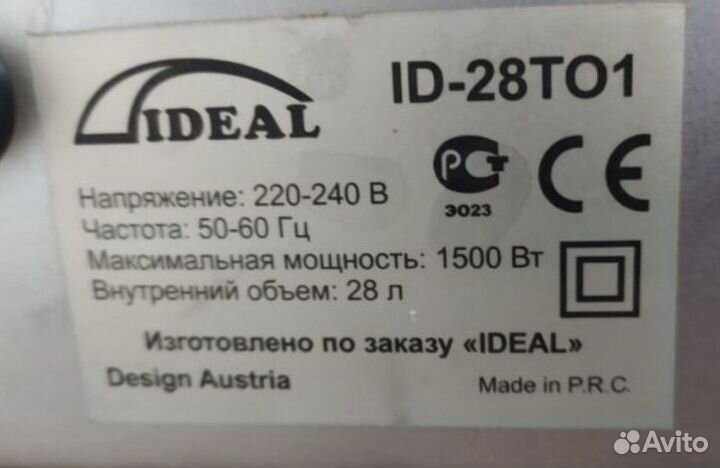 IDEAL
ID-28TO1
PCT
CE
Э023
Напряжение: 220-240 В
Частота: 50-60 Гц
Максимальная мощность: 1500 Вт
Внутренний объем: 28 л
Изготовлено по заказу «IDEAL»
Design Austria
Made in P.R.C.
Avito